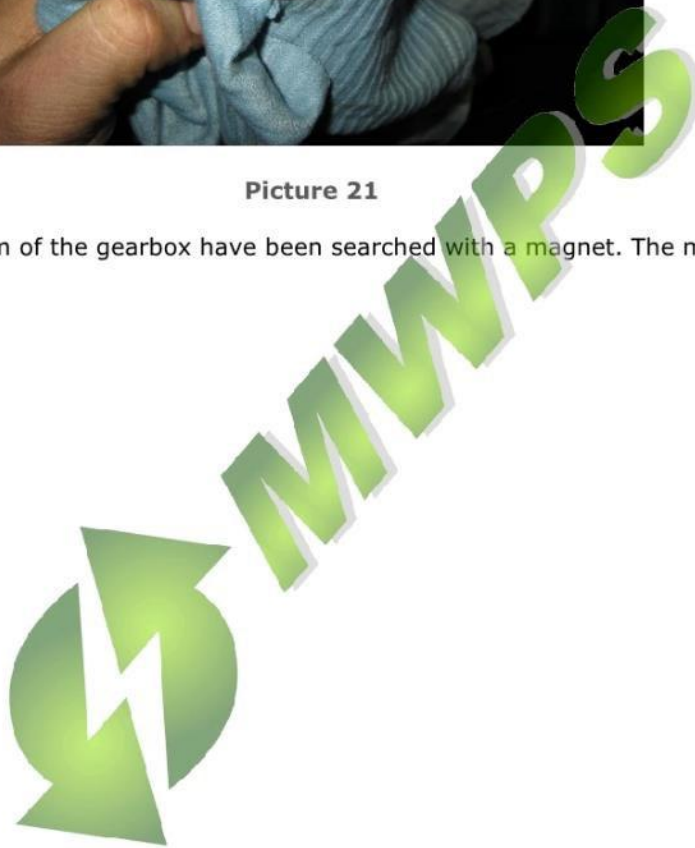 Picture 21
of the gearbox have been searched with a magnet. The
MWPS